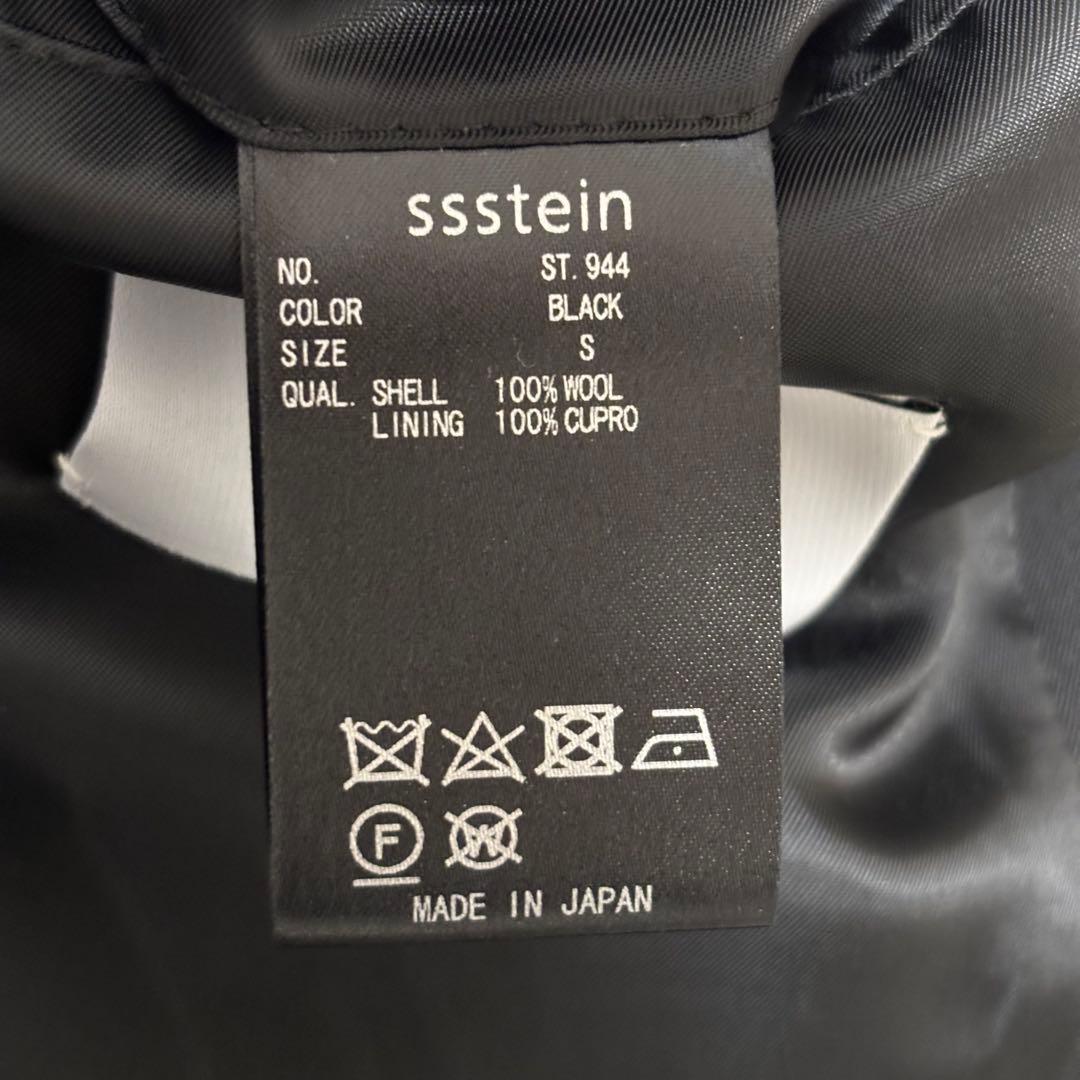 ssstein
NO. ST. 944
COLOR BLACK
SIZE S
QUAL. SHELL 100% WOOL
LINING 100% CUPRO
F W
MADE IN JAPAN